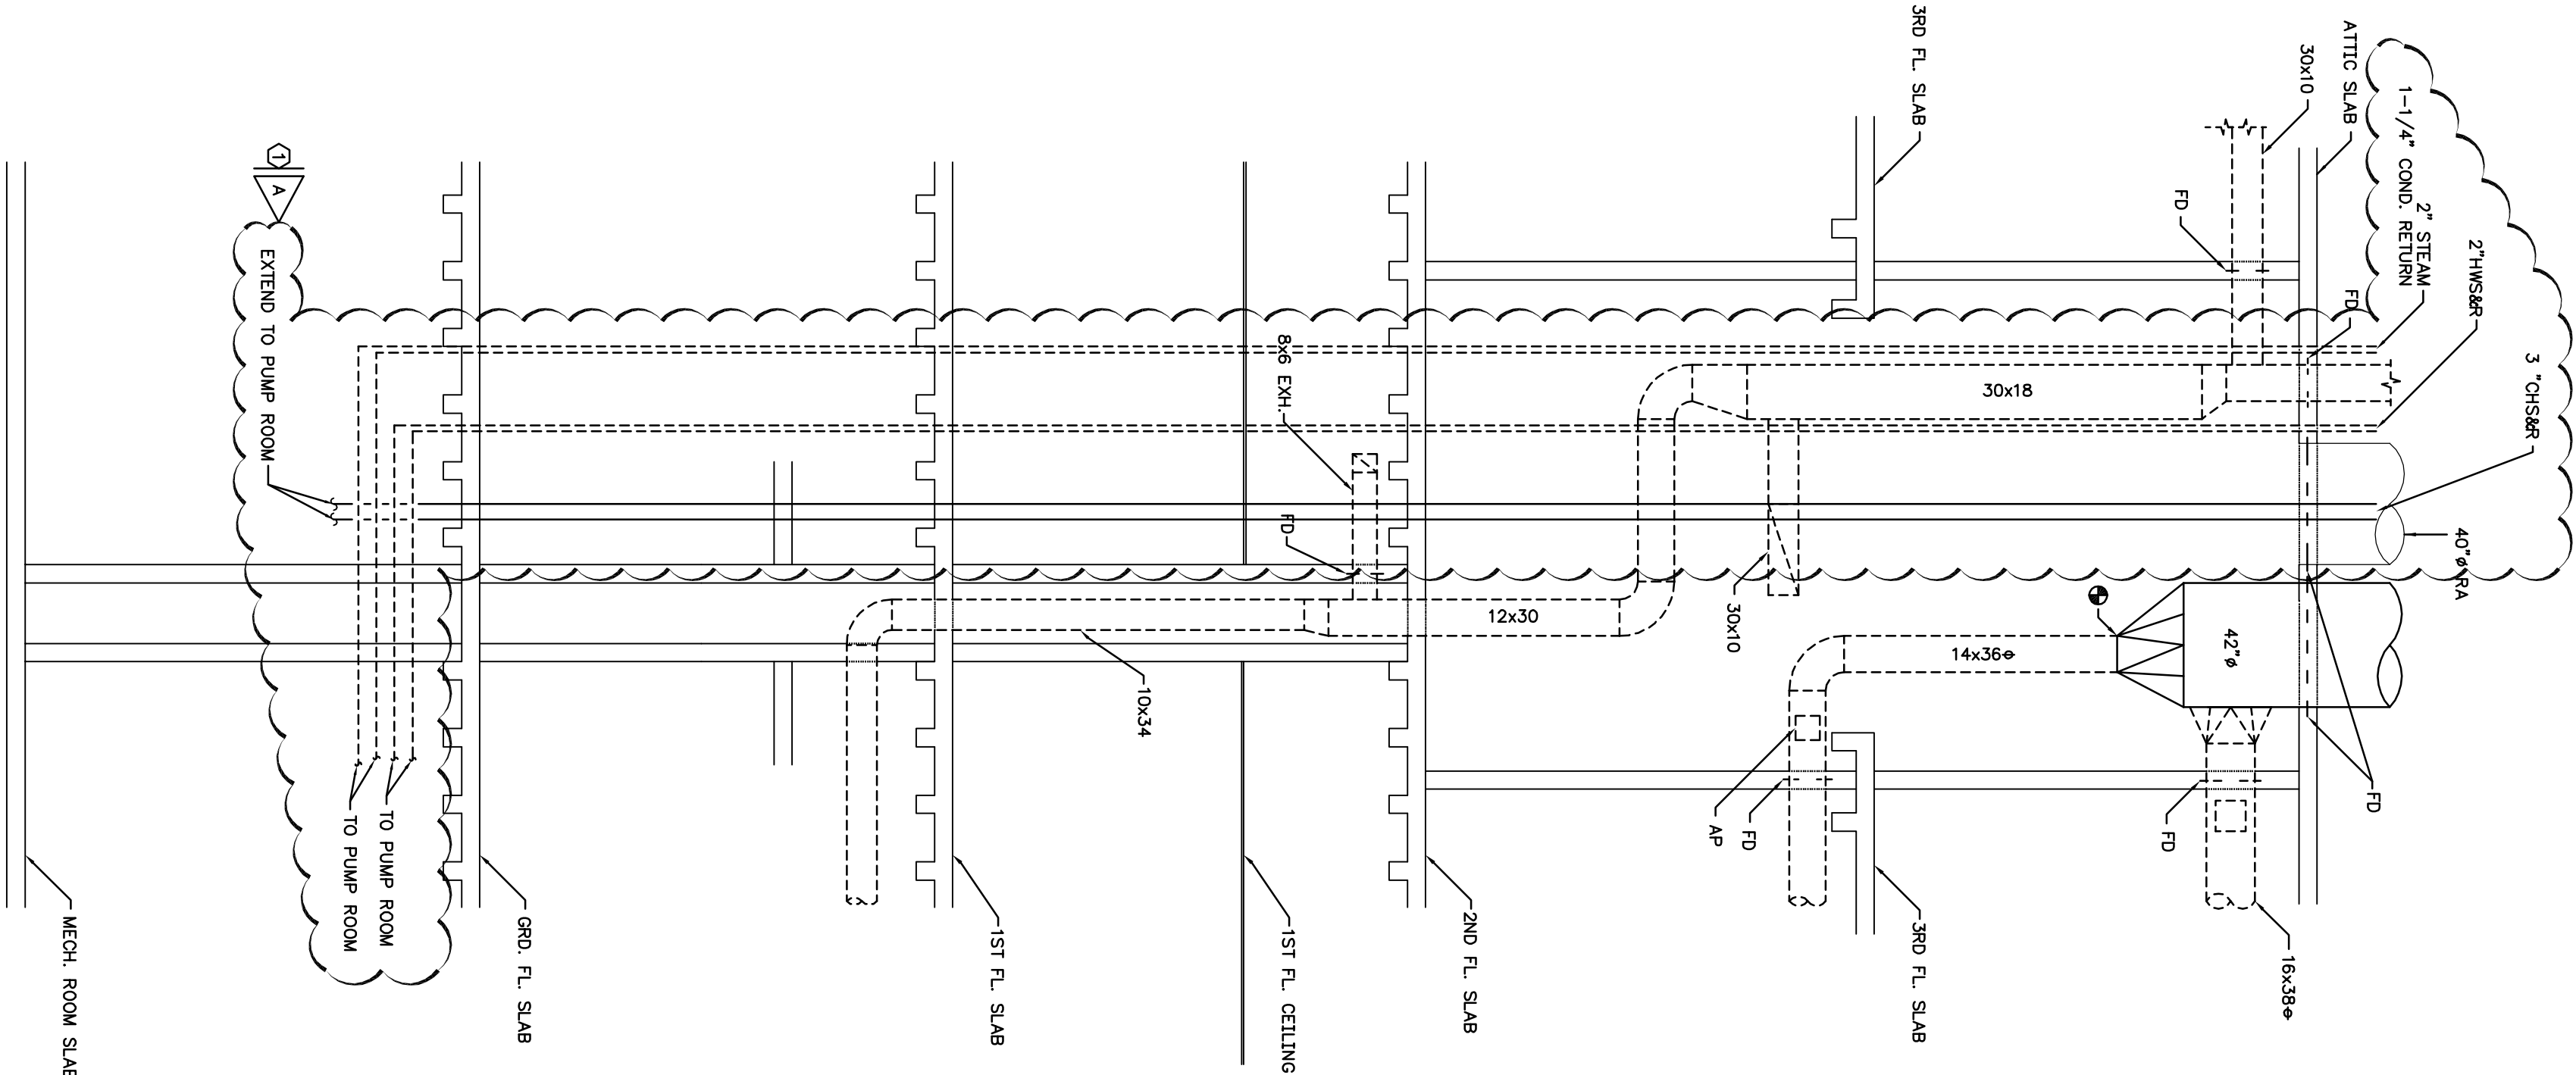 3 "CHS&R
2"HWS&R
2" STEAM
1-1/4" COND. RETURN
40"ø RA
ATTIC SLAB
30x10
FD
FD
FD
FD
42"ø
16x38ⱷ
30x18
14x36ⱷ
3RD FL. SLAB
3RD FL. SLAB
30x10
FD
AP
12x30
2ND FL. SLAB
8x6 EXH.
FD
1ST FL. CEILING
10x34
1ST FL. SLAB
GRD. FL. SLAB
TO PUMP ROOM
TO PUMP ROOM
1
A
EXTEND TO PUMP ROOM
MECH. ROOM SLAB